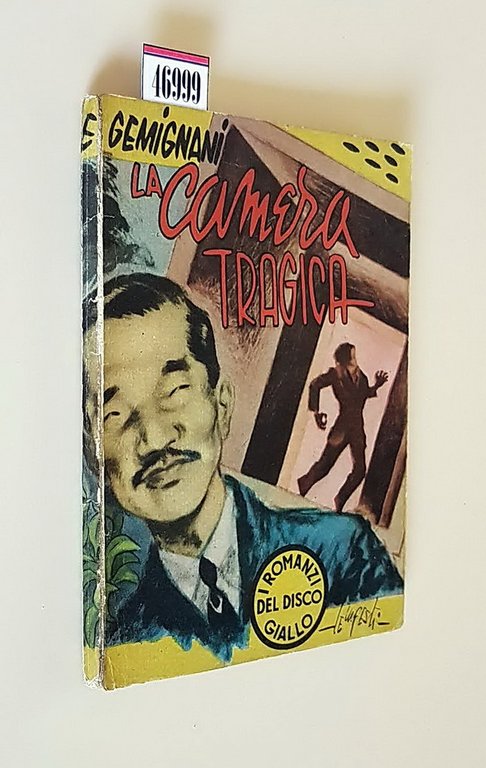 46999
E GEMIGNANI
LA camera
TRAGICA
I ROMANZI
DEL DISCO
GIALLO